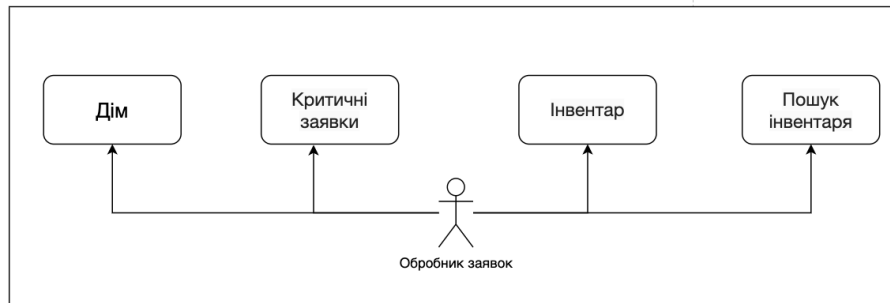 Дім
Критичні
заявки
Інвентар
Пошук
інвентаря
Обробник заявок